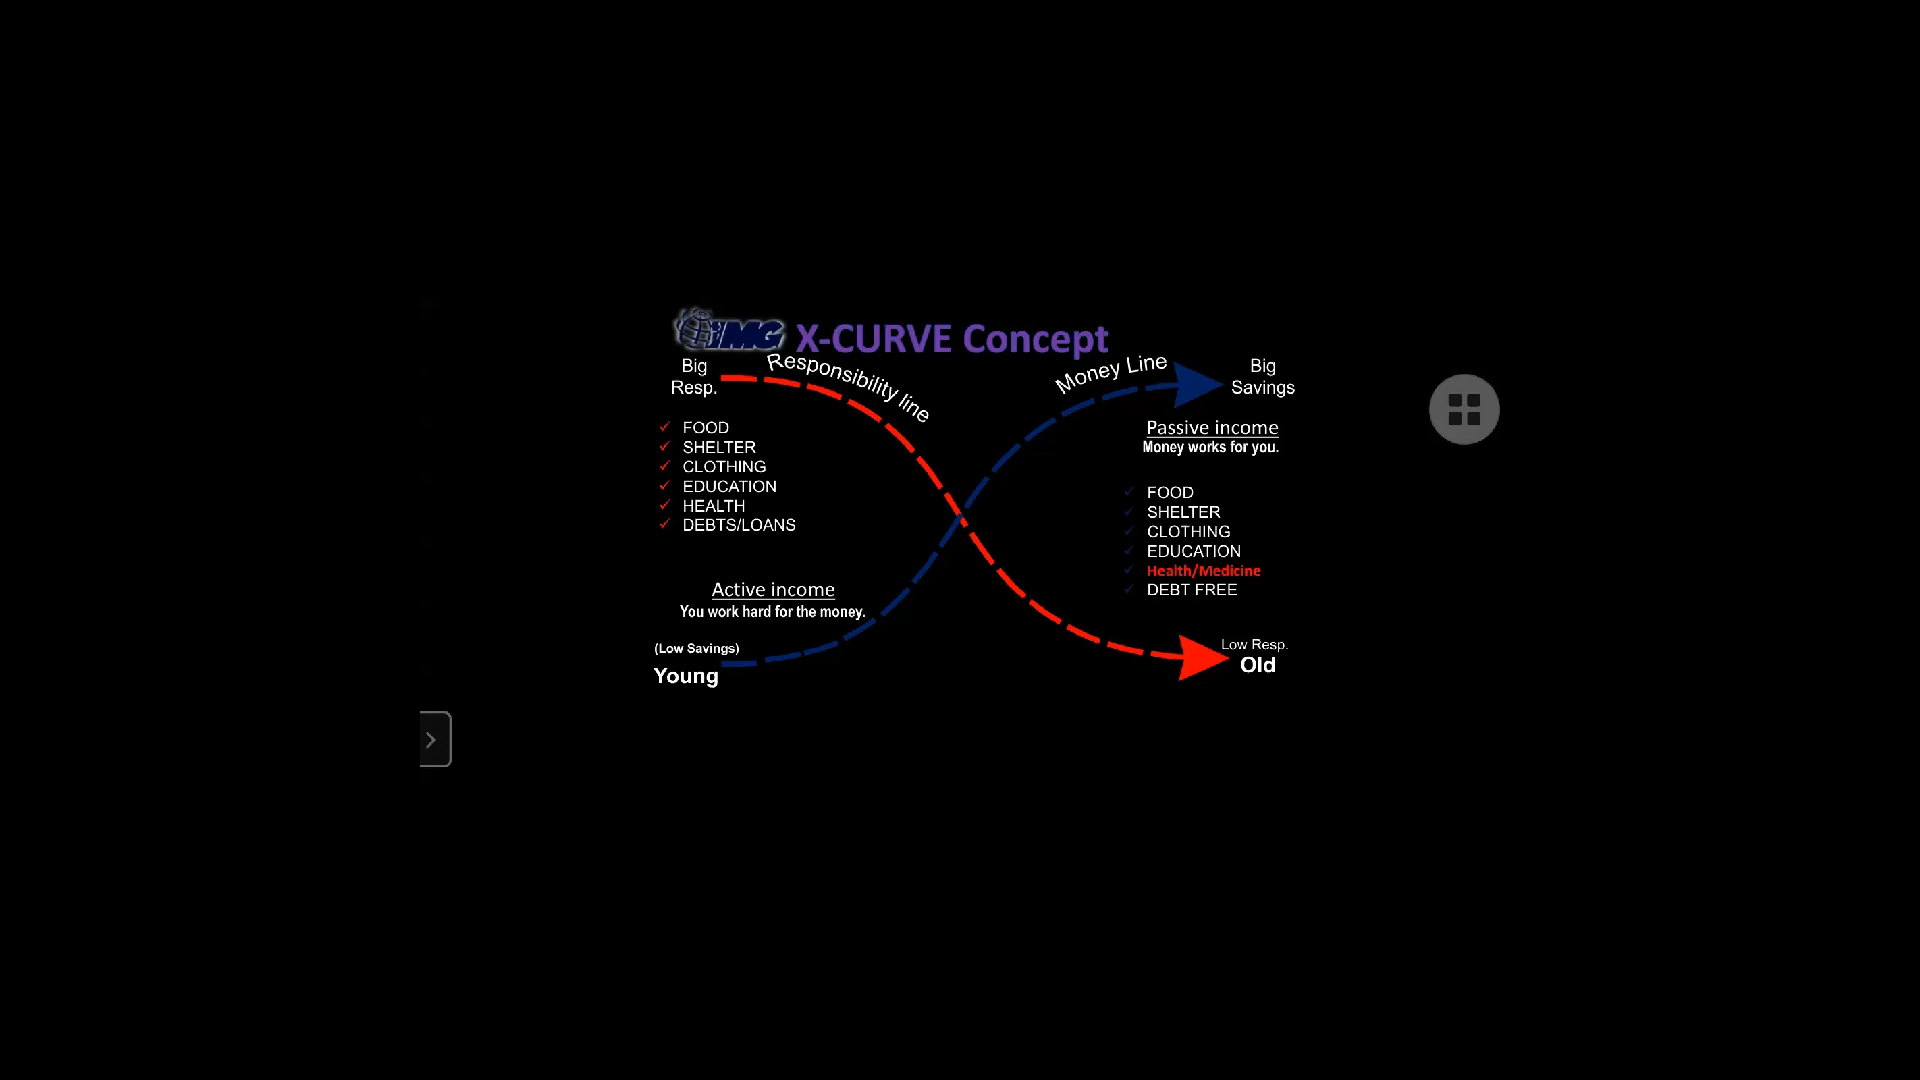 iMG X-CURVE Concept
Big
Resp.
Responsibility line
Money Line
Big
Savings
✓ FOOD
✓ SHELTER
✓ CLOTHING
✓ EDUCATION
✓ HEALTH
✓ DEBTS/LOANS
Passive income
Money works for you.
✓ FOOD
✓ SHELTER
✓ CLOTHING
✓ EDUCATION
✓ Health/Medicine
✓ DEBT FREE
Active income
You work hard for the money.
(Low Savings)
Young
Low Resp.
Old